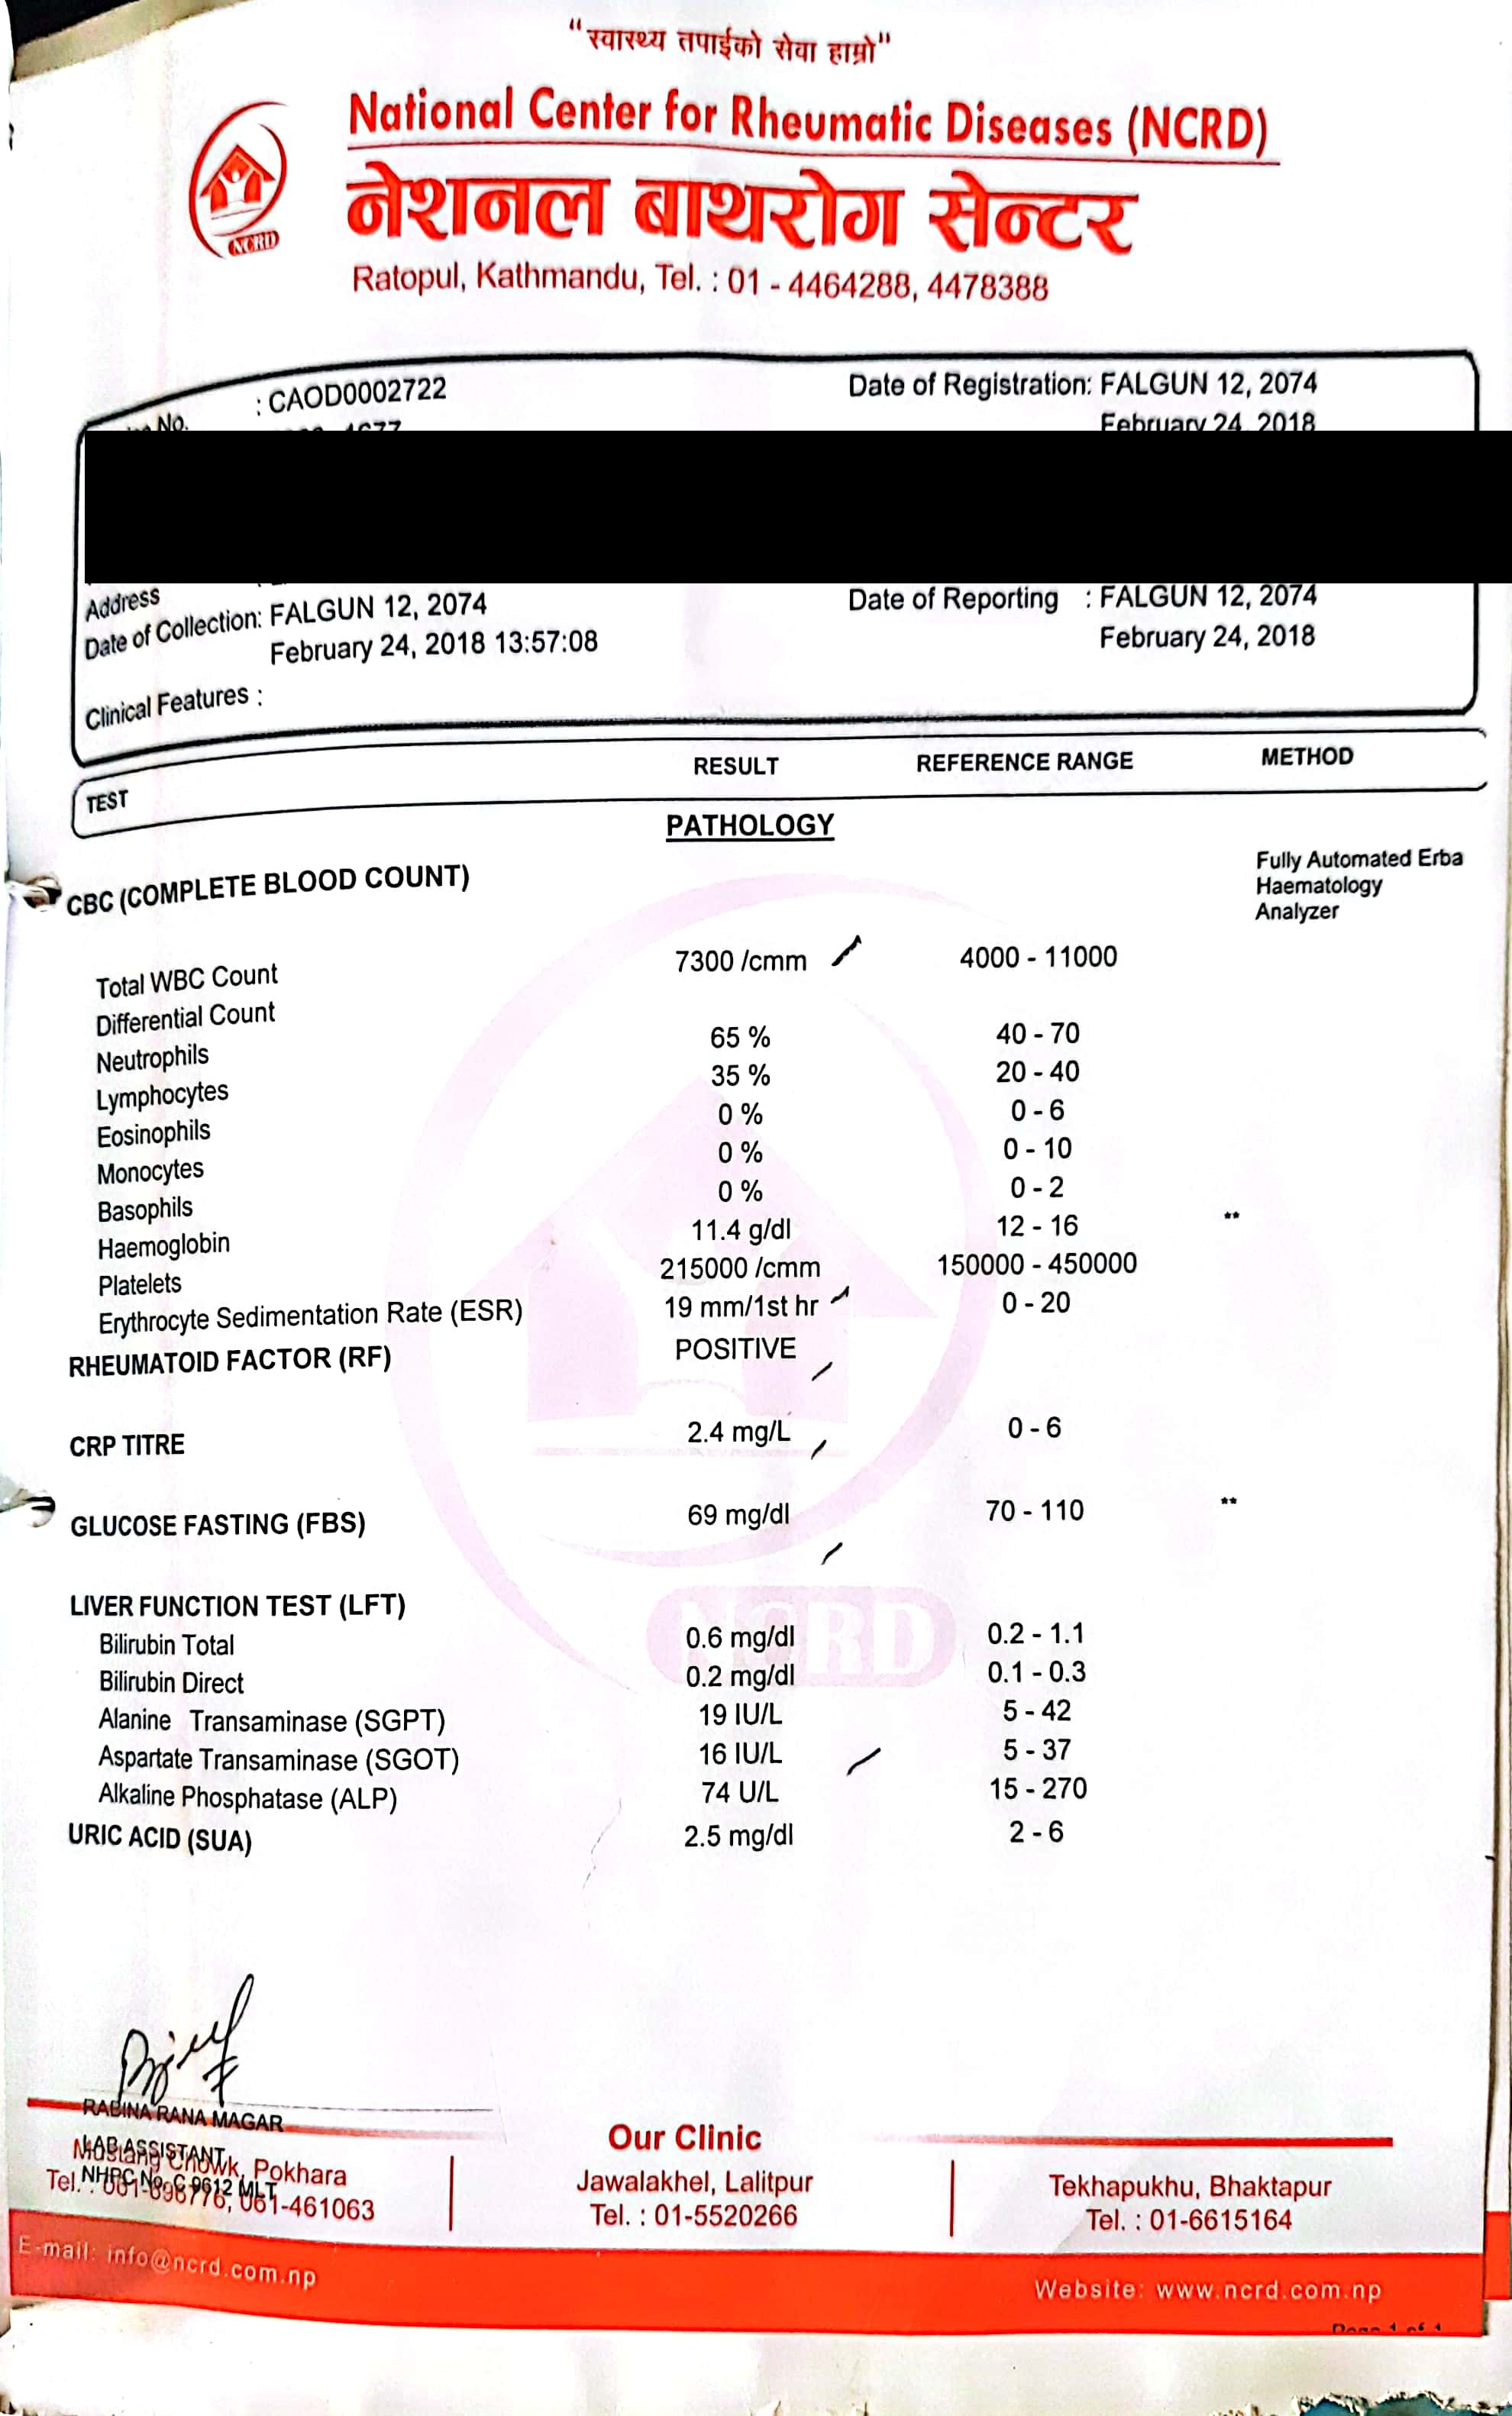 “स्वास्थ्य तपाईको सेवा हाम्रो”
National Center for Rheumatic Diseases (NCRD)
नेशनल बाथरोग सेन्टर
NCRD
Ratopul, Kathmandu, Tel. : 01 - 4464288, 4478388
No. : CAOD0002722 Date of Registration: FALGUN 12, 2074
February 24, 2018
Address
Date of Collection: FALGUN 12, 2074 Date of Reporting : FALGUN 12, 2074
February 24, 2018 13:57:08 February 24, 2018
Clinical Features :
TEST RESULT REFERENCE RANGE METHOD
PATHOLOGY
CBC (COMPLETE BLOOD COUNT) Fully Automated Erba
Haematology
Analyzer
Total WBC Count 7300 /cmm 4000 - 11000
Differential Count
Neutrophils 65 % 40 - 70
Lymphocytes 35 % 20 - 40
Eosinophils 0 % 0 - 6
Monocytes 0 % 0 - 10
Basophils 0 % 0 - 2
Haemoglobin 11.4 g/dl 12 - 16 **
Platelets 215000 /cmm 150000 - 450000
Erythrocyte Sedimentation Rate (ESR) 19 mm/1st hr 0 - 20
RHEUMATOID FACTOR (RF) POSITIVE
CRP TITRE 2.4 mg/L 0 - 6
GLUCOSE FASTING (FBS) 69 mg/dl 70 - 110 **
LIVER FUNCTION TEST (LFT)
NCRD
Bilirubin Total 0.6 mg/dl 0.2 - 1.1
Bilirubin Direct 0.2 mg/dl 0.1 - 0.3
Alanine Transaminase (SGPT) 19 IU/L 5 - 42
Aspartate Transaminase (SGOT) 16 IU/L 5 - 37
Alkaline Phosphatase (ALP) 74 U/L 15 - 270
URIC ACID (SUA) 2.5 mg/dl 2 - 6
RABINA RANA MAGAR
LAB ASSISTANT
NHPC No. C 9612 MLT
Our Clinic
Mustang Chowk, Pokhara
Tel. : 061-696776, 061-461063
Jawalakhel, Lalitpur
Tel. : 01-5520266
Tekhapukhu, Bhaktapur
Tel. : 01-6615164
E-mail: info@ncrd.com.np
Website: www.ncrd.com.np
Page 1 of 1